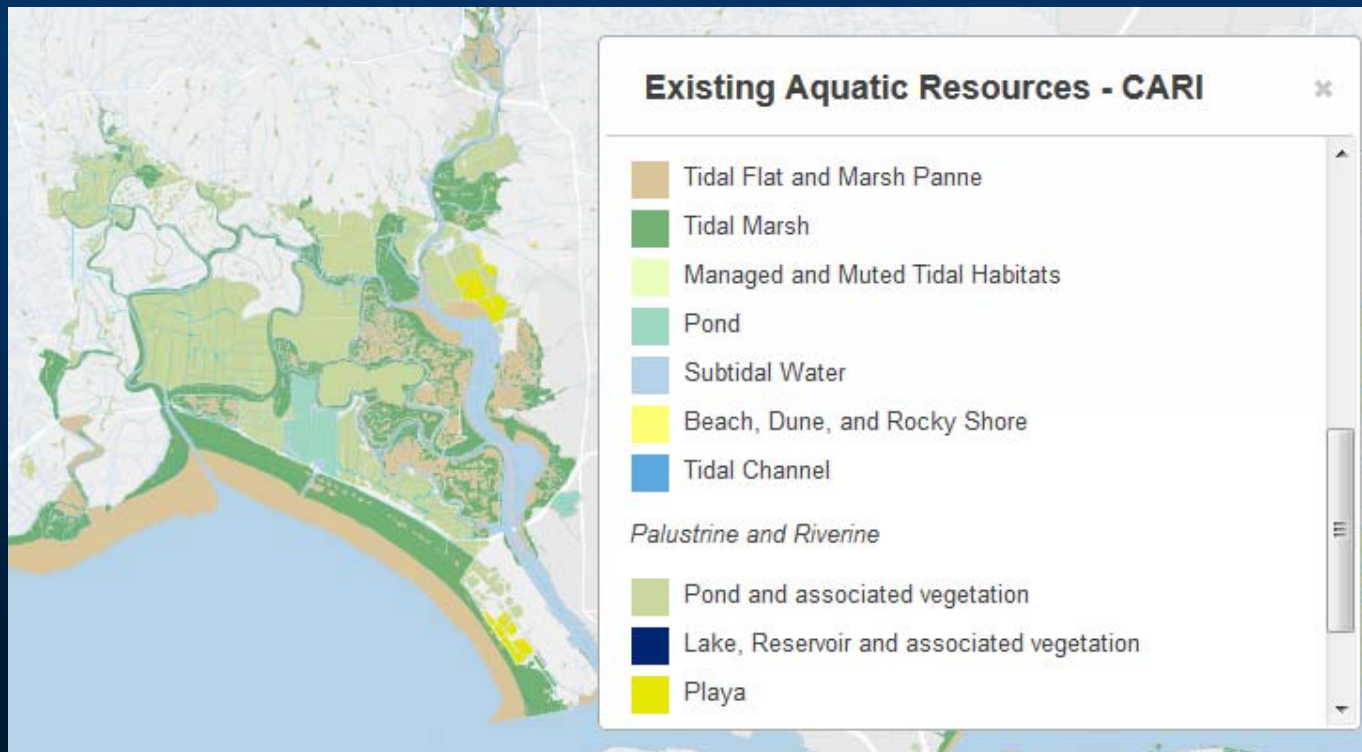 Existing Aquatic Resources - CARI
Tidal Flat and Marsh Panne
Tidal Marsh
Managed and Muted Tidal Habitats
Pond
Subtidal Water
Beach, Dune, and Rocky Shore
Tidal Channel
Palustrine and Riverine
Pond and associated vegetation
Lake, Reservoir and associated vegetation
Playa